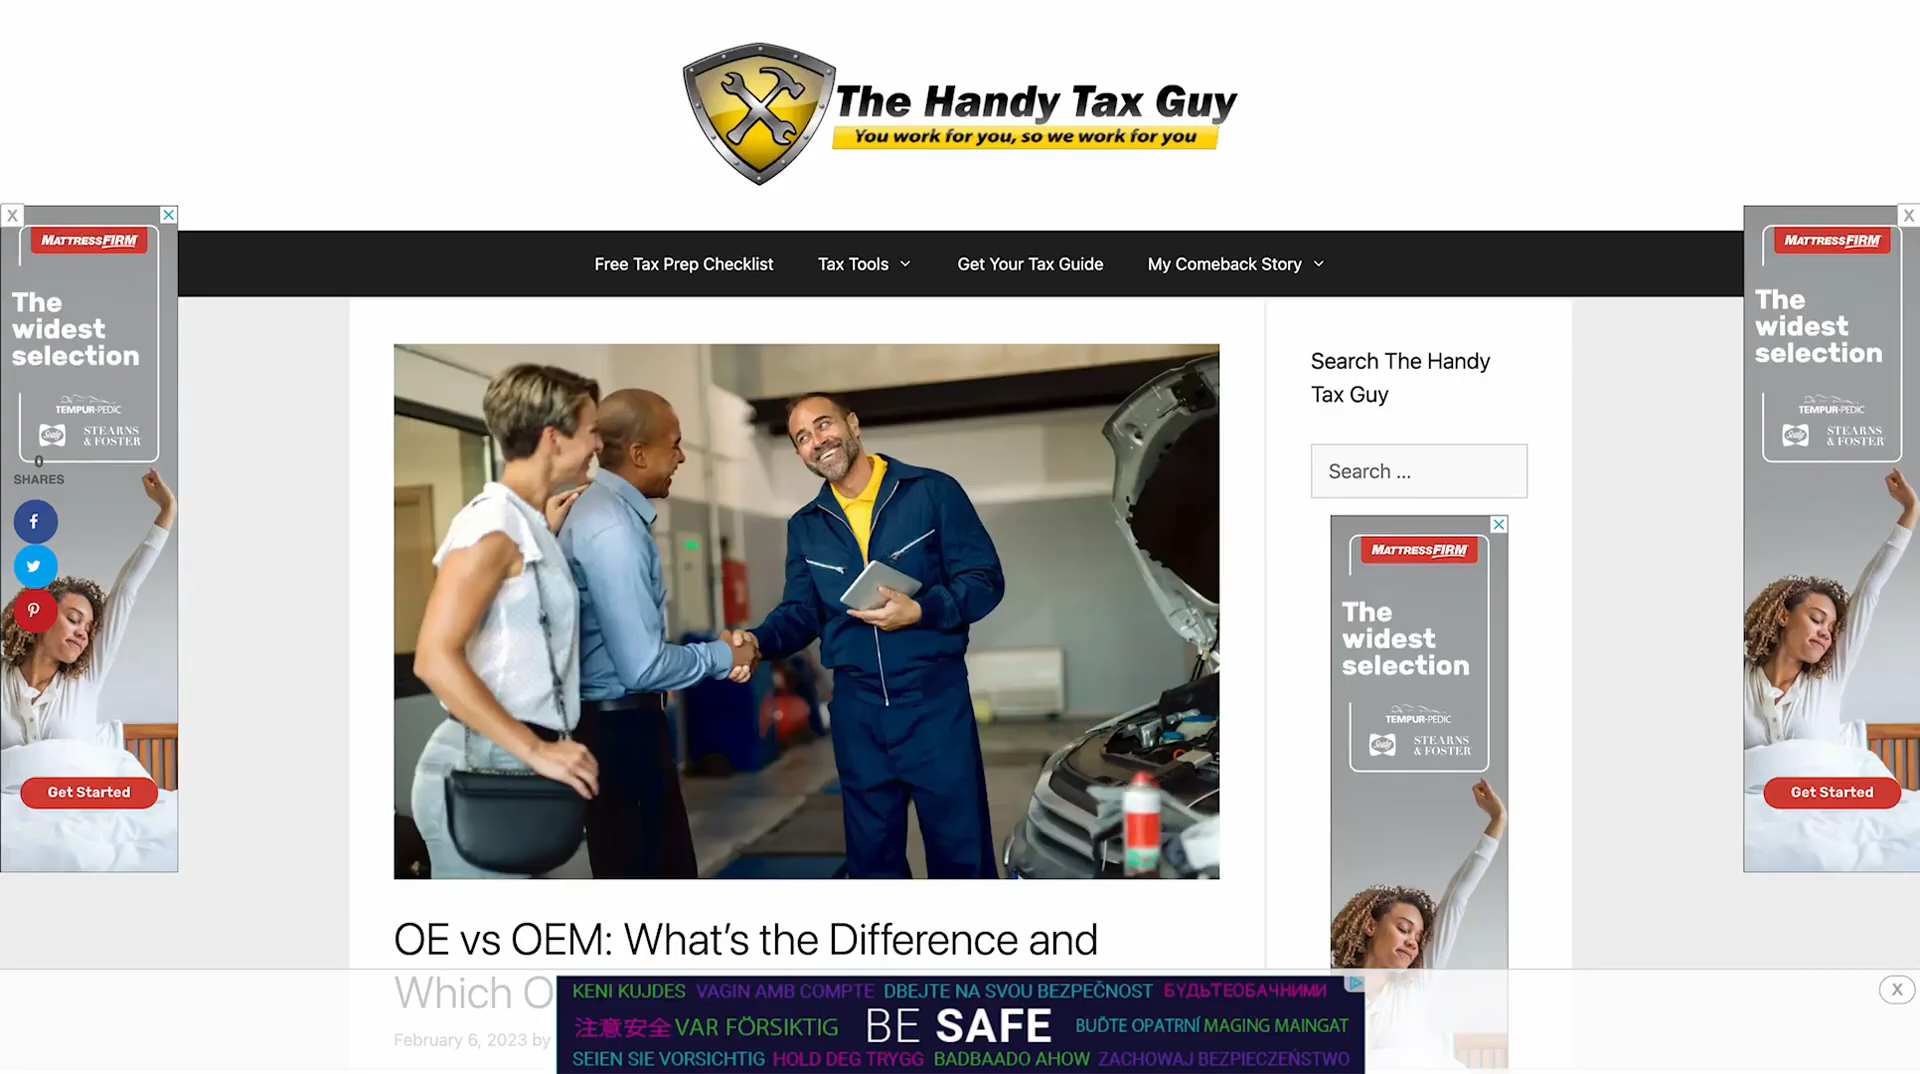 The Handy Tax Guy
You work for you, so we work for you
Free Tax Prep Checklist
Tax Tools
Get Your Tax Guide
My Comeback Story
X
MATTRESSFIRM
The
widest
selection
TEMPUR-PEDIC
Sealy
STEARNS
& FOSTER
0
SHARES
Get Started
Search The Handy
Tax Guy
Search ...
MATTRESSFIRM
The
widest
selection
TEMPUR-PEDIC
Sealy
STEARNS
& FOSTER
X
MATTRESSFIRM
The
widest
selection
TEMPUR-PEDIC
Sealy
STEARNS
& FOSTER
Get Started
OE vs OEM: What's the Difference and
Which O
February 6, 2023 by
KENI KUJDES VAGIN AMB COMPTE DBEJTE NA SVOU BEZPEČNOST БУДЬТЕОБАЧНИМИ
注意安全 VAR FÖRSIKTIG BE SAFE BUĎTE OPATRNÍ MAGING MAINGAT
SEIEN SIE VORSICHTIG HOLD DEG TRYGG BADBAADO AHOW ZACHOWAJ BEZPIECZEŃSTWO
X